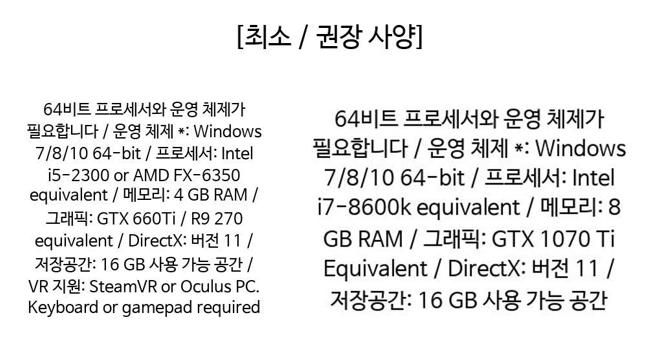 [최소 / 권장 사양]
64비트 프로세서와 운영 체제가
필요합니다 / 운영 체제 *: Windows
7/8/10 64-bit / 프로세서: Intel
i5-2300 or AMD FX-6350
equivalent / 메모리: 4 GB RAM /
그래픽: GTX 660Ti / R9 270
equivalent / DirectX: 버전 11 /
저장공간: 16 GB 사용 가능 공간 /
VR 지원: SteamVR or Oculus PC.
Keyboard or gamepad required
64비트 프로세서와 운영 체제가
필요합니다 / 운영 체제 *: Windows
7/8/10 64-bit / 프로세서: Intel
i7-8600k equivalent / 메모리: 8
GB RAM / 그래픽: GTX 1070 Ti
Equivalent / DirectX: 버전 11 /
저장공간: 16 GB 사용 가능 공간